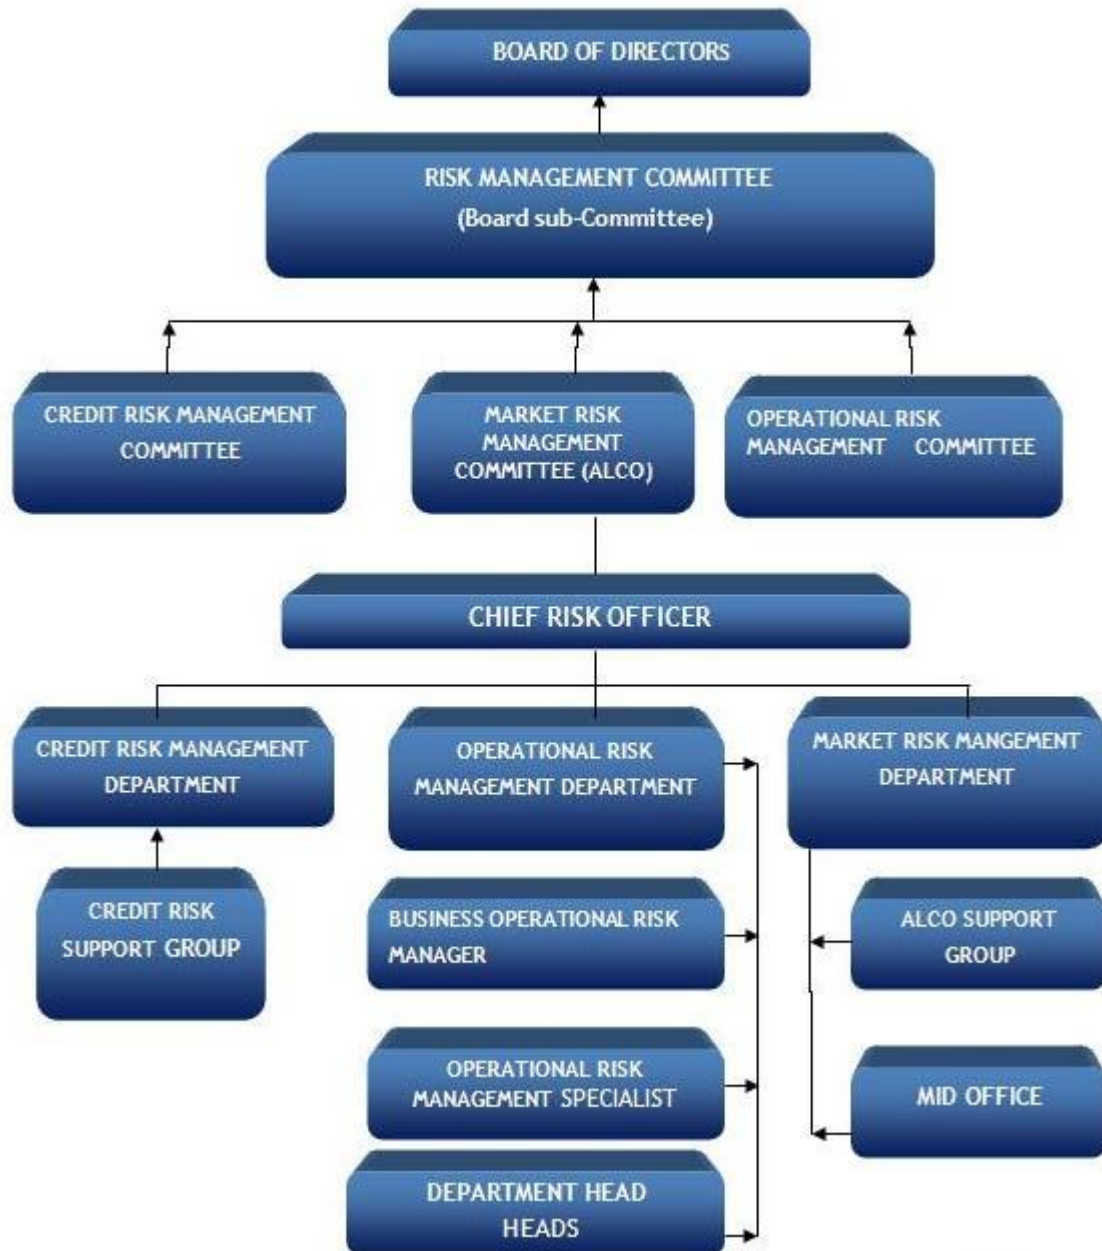 BOARD OF DIRECTORS
RISK MANAGEMENT COMMITTEE
(Board sub-Committee)
CREDIT RISK MANAGEMENT
COMMITTEE
MARKET RISK
MANAGEMENT
COMMITTEE (ALCO)
OPERATIONAL RISK
MANAGEMENT COMMITTEE
CHIEF RISK OFFICER
CREDIT RISK MANAGEMENT
DEPARTMENT
OPERATIONAL RISK
MANAGEMENT DEPARTMENT
MARKET RISK MANGEMENT
DEPARTMENT
CREDIT RISK
SUPPORT GROUP
BUSINESS OPERATIONAL RISK
MANAGER
ALCO SUPPORT
GROUP
OPERATIONAL RISK
MANAGEMENT SPECIALIST
MID OFFICE
DEPARTMENT HEAD
HEADS